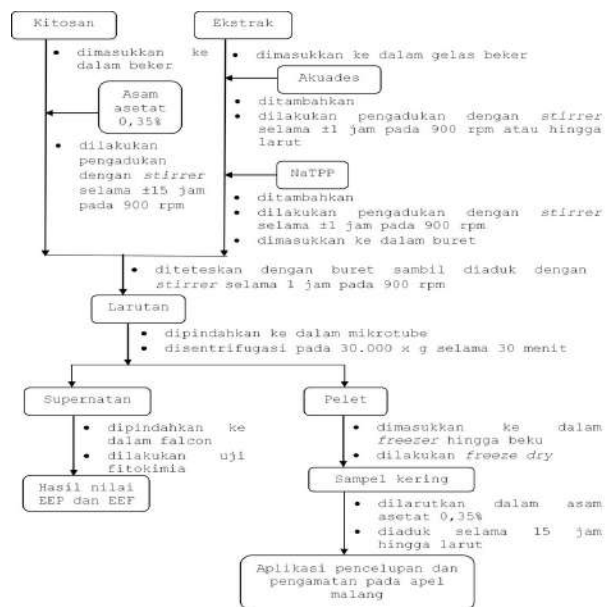 Kitosan
Ekstrak
• dimasukkan ke
dalam beker
• dimasukkan ke dalam gelas beker
Asam
asetat
0,35%
Akuades
• ditambahkan
• dilakukan pengadukan dengan stirrer
selama ±1 jam pada 900 rpm atau hingga
larut
• dilakukan
pengadukan
dengan stirrer
selama ±15 jam
pada 900 rpm
NaTPP
• ditambahkan
• dilakukan pengadukan dengan stirrer
selama ±1 jam pada 900 rpm
• dimasukkan ke dalam buret
• diteteskan dengan buret sambil diaduk dengan
stirrer selama 1 jam pada 900 rpm
Larutan
• dipindahkan ke dalam mikrotube
• disentrifugasi pada 30.000 x g selama 30 menit
Supernatan
• dipindahkan ke
dalam falcon
• dilakukan uji
fitokimia
Hasil nilai
EEP dan EEF
Pelet
• dimasukkan ke dalam
freezer hingga beku
• dilakukan freeze dry
Sampel kering
• dilarutkan dalam asam
asetat 0,35%
• diaduk selama 15 jam
hingga larut
Aplikasi pencelupan dan
pengamatan pada apel
malang